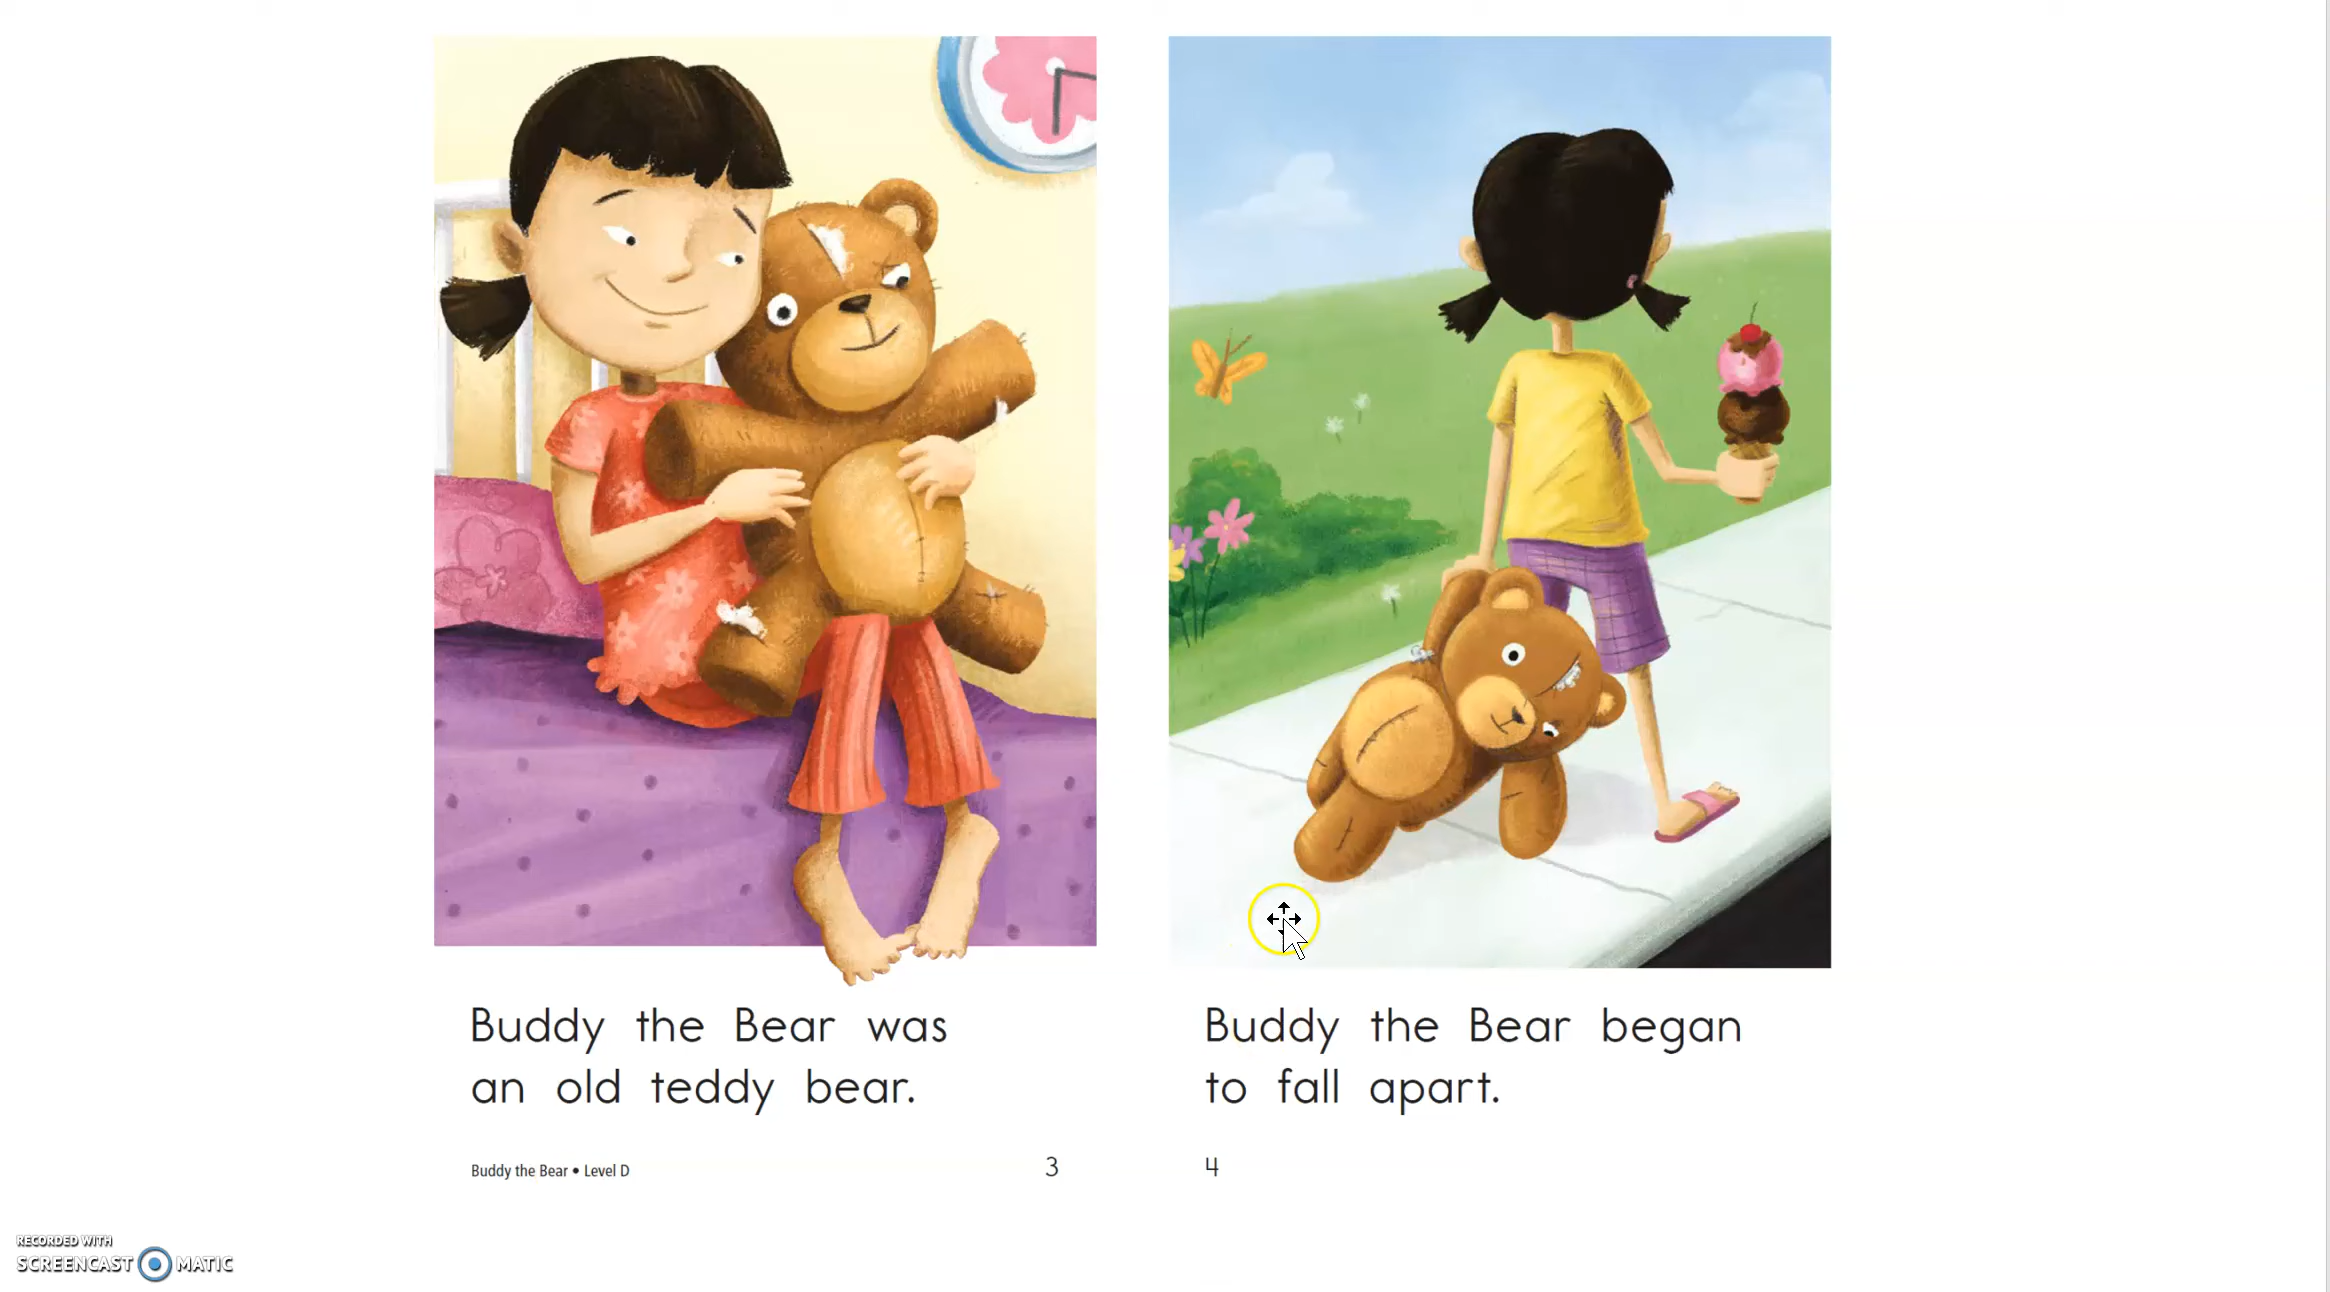 Buddy the Bear was
an old teddy bear.
Buddy the Bear • Level D
3
Buddy the Bear began
to fall apart.
4
RECORDED WITH
SCREENCAST MATIC